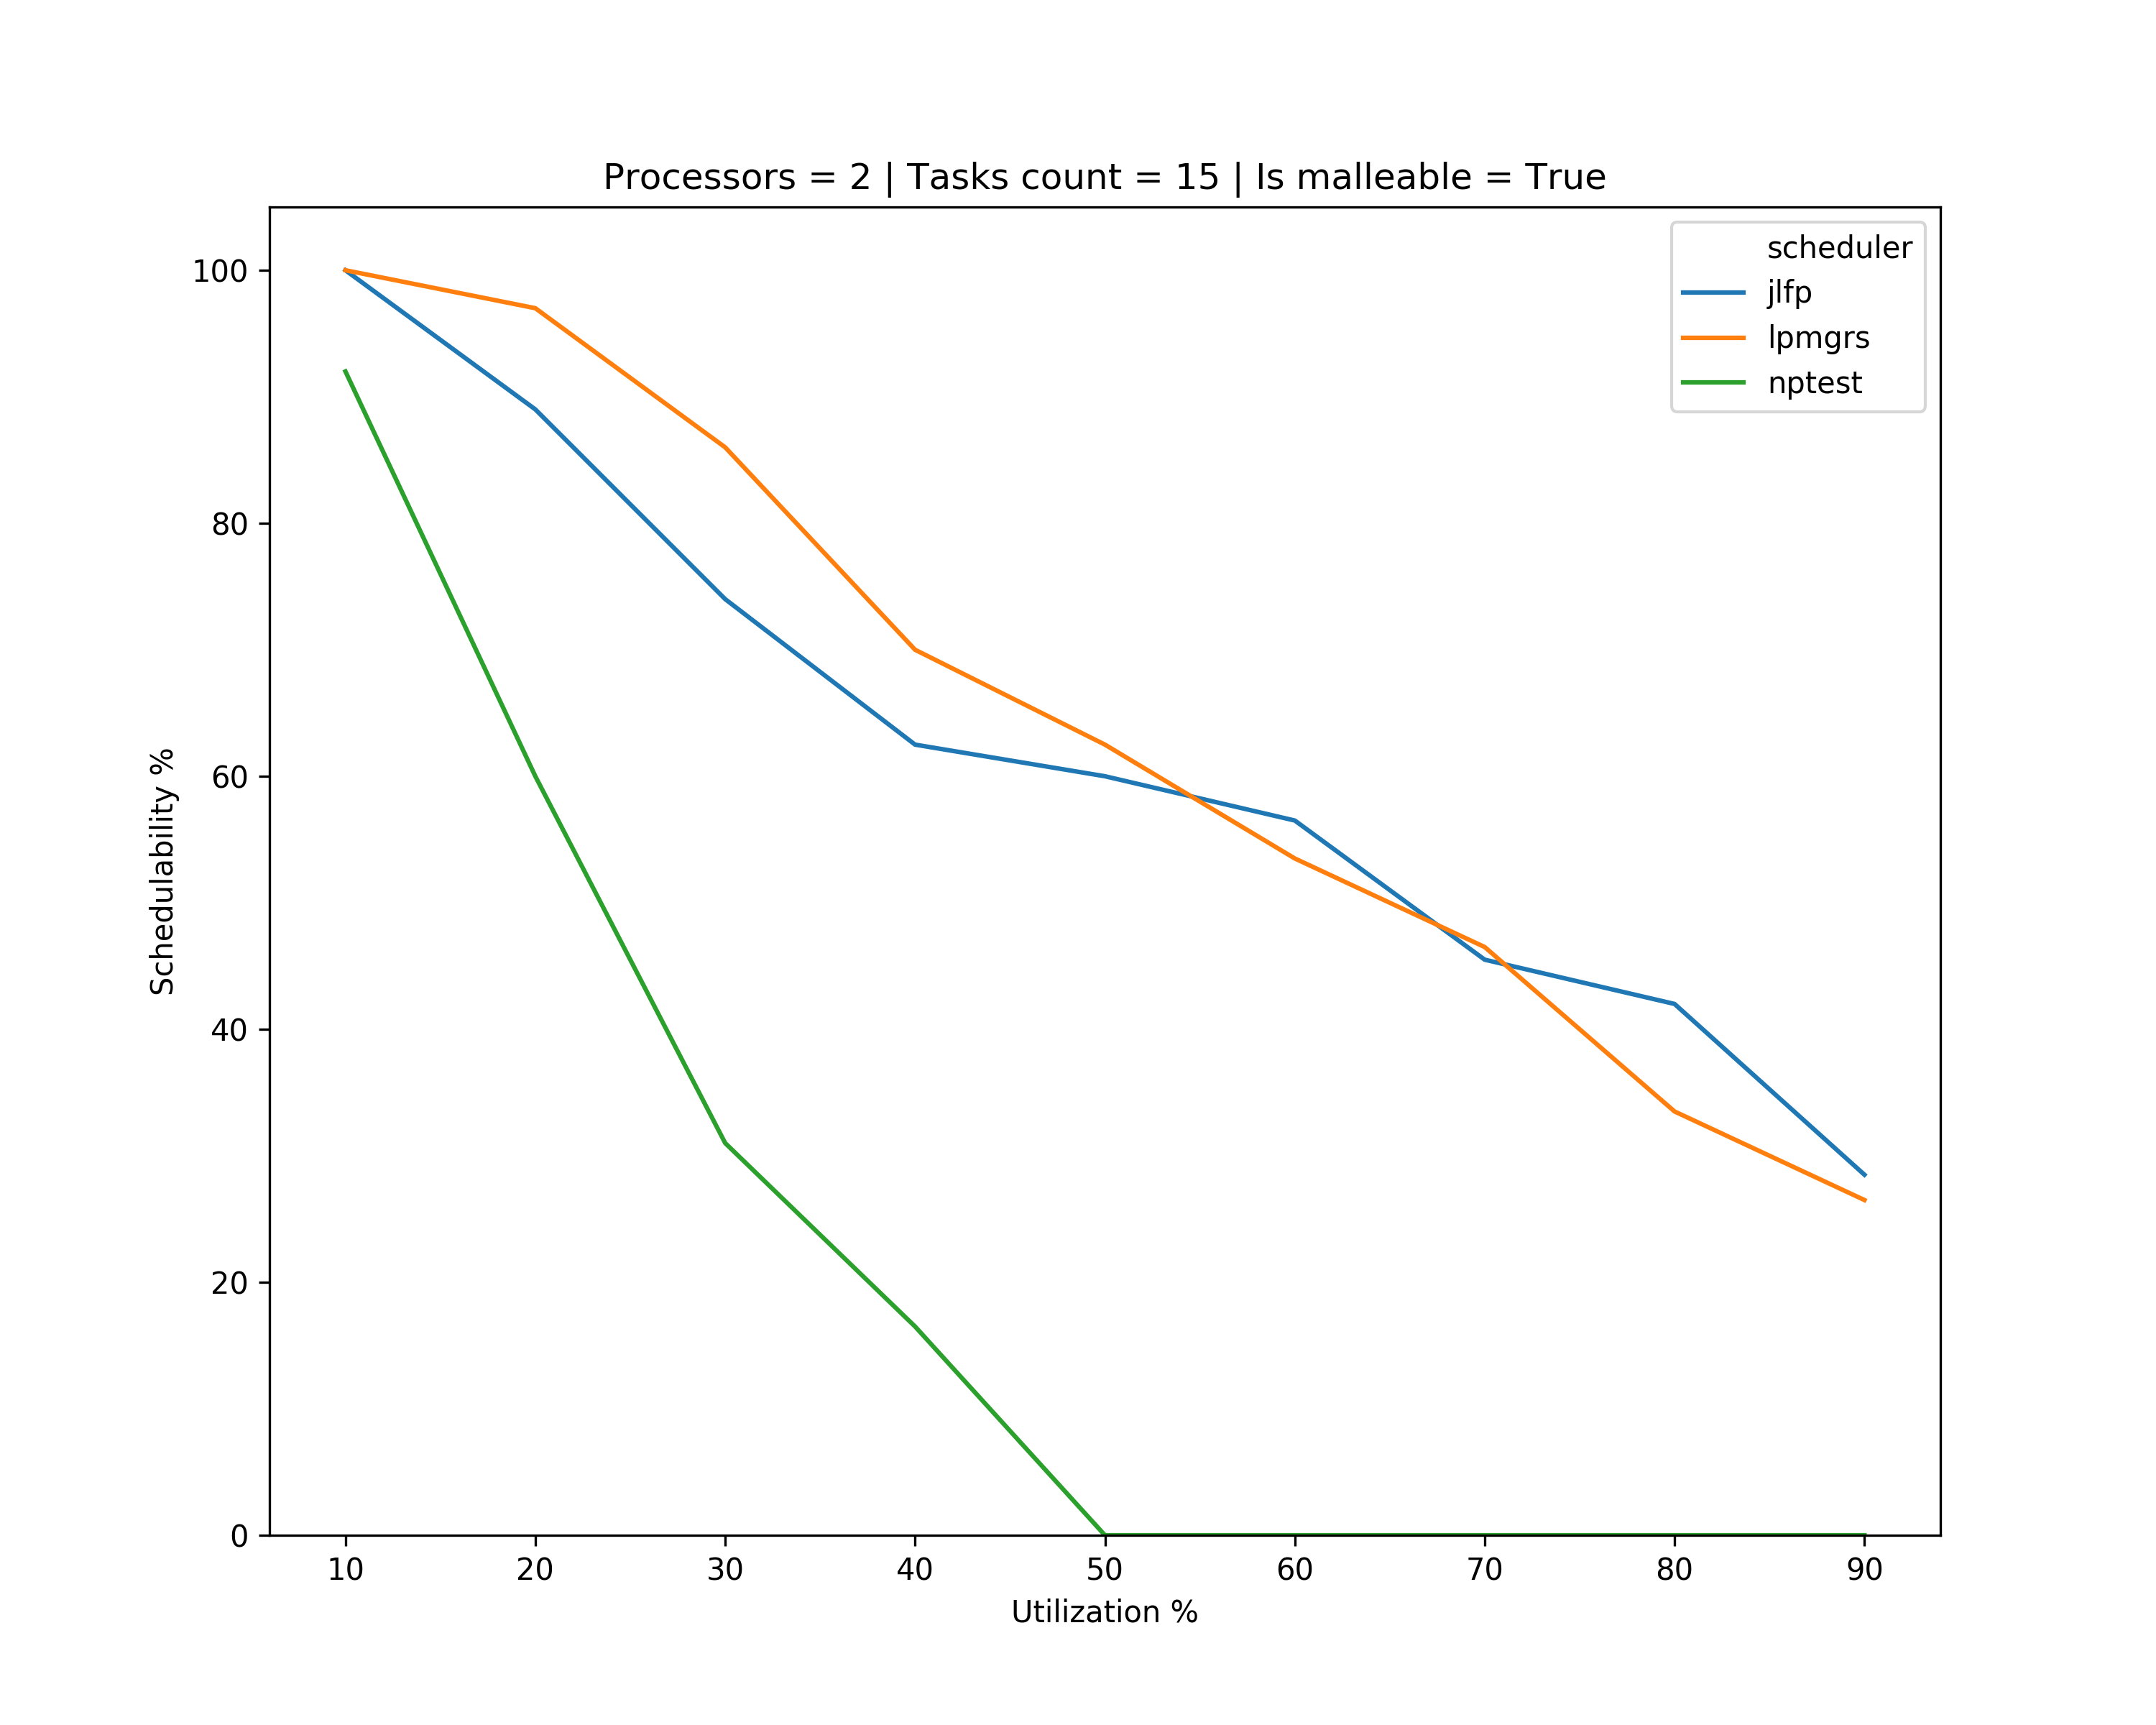 Processors = 2 | Tasks count = 15 | Is malleable = True
scheduler
jlfp
lpmgrs
nptest
Schedulability %
100
80
60
40
20
0
10 20 30 40 50 60 70 80 90
Utilization %